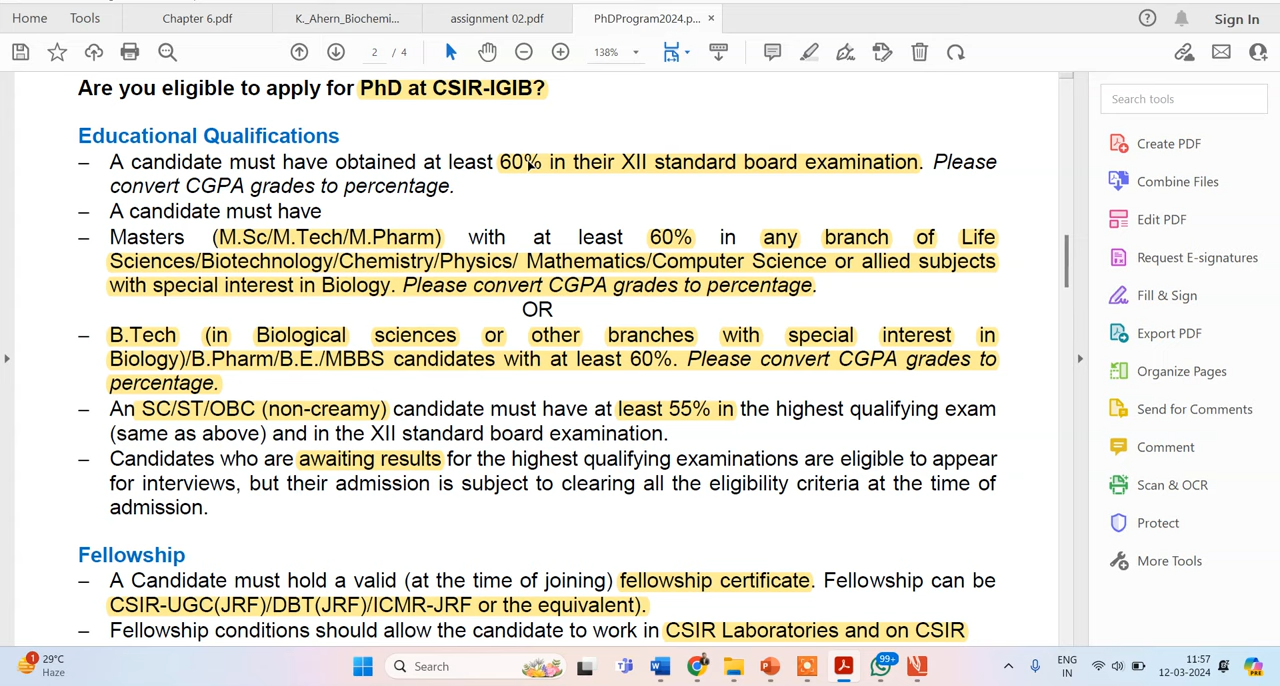 Home Tools Chapter 6.pdf K._Ahern_Biochemi... assignment 02.pdf PhDProgram2024.p... × Sign In
2 / 4 138%
Are you eligible to apply for PhD at CSIR-IGIB?
Educational Qualifications
– A candidate must have obtained at least 60% in their XII standard board examination. Please
convert CGPA grades to percentage.
– A candidate must have
– Masters (M.Sc/M.Tech/M.Pharm) with at least 60% in any branch of Life
Sciences/Biotechnology/Chemistry/Physics/ Mathematics/Computer Science or allied subjects
with special interest in Biology. Please convert CGPA grades to percentage.
OR
– B.Tech (in Biological sciences or other branches with special interest in
Biology)/B.Pharm/B.E./MBBS candidates with at least 60%. Please convert CGPA grades to
percentage.
– An SC/ST/OBC (non-creamy) candidate must have at least 55% in the highest qualifying exam
(same as above) and in the XII standard board examination.
– Candidates who are awaiting results for the highest qualifying examinations are eligible to appear
for interviews, but their admission is subject to clearing all the eligibility criteria at the time of
admission.
Fellowship
– A Candidate must hold a valid (at the time of joining) fellowship certificate. Fellowship can be
CSIR-UGC(JRF)/DBT(JRF)/ICMR-JRF or the equivalent).
– Fellowship conditions should allow the candidate to work in CSIR Laboratories and on CSIR
Search tools
Create PDF
Combine Files
Edit PDF
Request E-signatures
Fill & Sign
Export PDF
Organize Pages
Send for Comments
Comment
Scan & OCR
Protect
More Tools
1
29°C
Haze
Search
99+
ENG
IN
11:57
12-03-2024